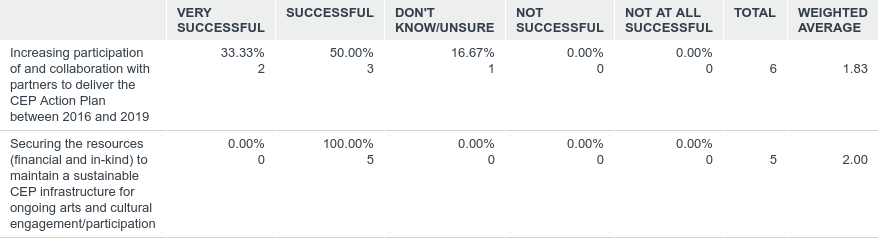 VERY SUCCESSFUL DON'T NOT NOT AT ALL TOTAL WEIGHTED
SUCCESSFUL KNOW/UNSURE SUCCESSFUL SUCCESSFUL AVERAGE
Increasing participation 33.33% 50.00% 16.67% 0.00% 0.00%
of and collaboration with 2 3 1 0 0 6 1.83
partners to deliver the
CEP Action Plan
between 2016 and 2019
Securing the resources 0.00% 100.00% 0.00% 0.00% 0.00%
(financial and in-kind) to 0 5 0 0 0 5 2.00
maintain a sustainable
CEP infrastructure for
ongoing arts and cultural
engagement/participation